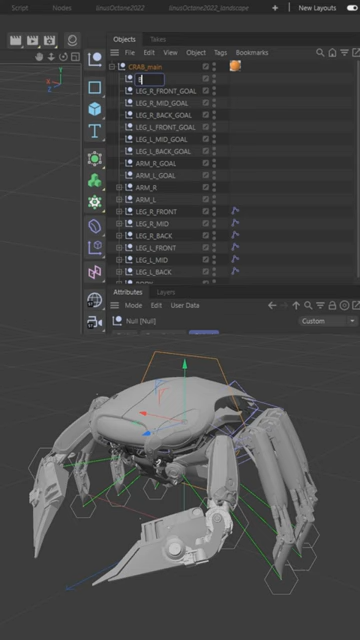 Script Nodes linusOctane2022 linusOctane2022_landscape New Layouts
Objects Takes
File Edit View Object Tags Bookmarks
CRAB_main
LEG_R_FRONT_GOAL
LEG_R_MID_GOAL
LEG_R_BACK_GOAL
LEG_L_FRONT_GOAL
LEG_L_MID_GOAL
LEG_L_BACK_GOAL
ARM_R_GOAL
ARM_L_GOAL
ARM_R
ARM_L
LEG_R_FRONT
LEG_R_MID
LEG_R_BACK
LEG_L_FRONT
LEG_L_MID
LEG_L_BACK
Attributes Layers
Mode Edit User Data
Null [Null] Custom
Y
X
Z